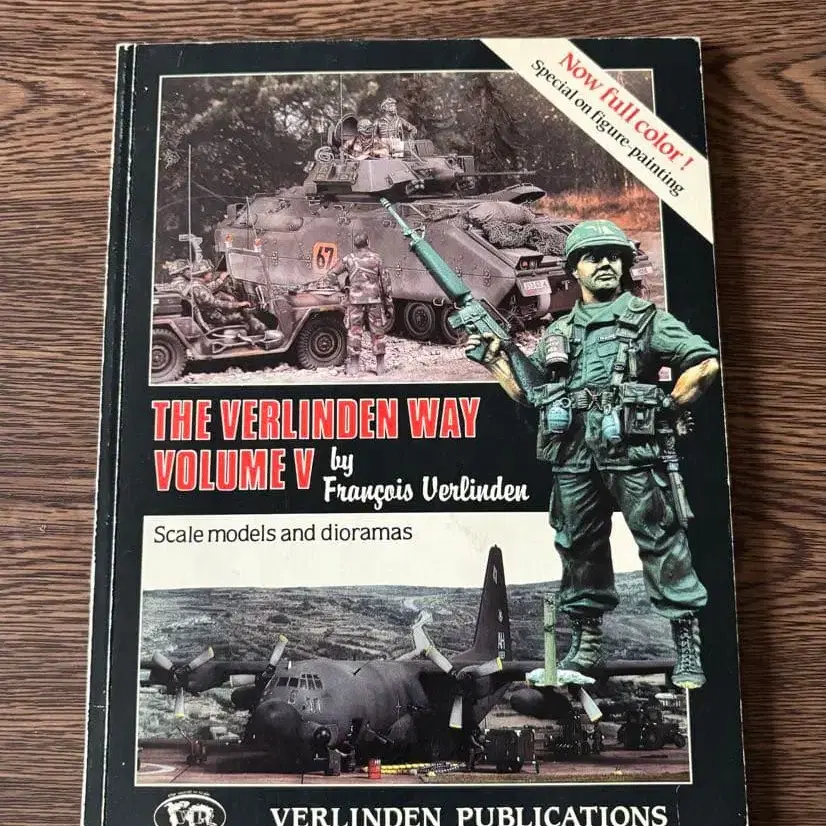 Now full color!
Special on figure-painting
67
THE VERLINDEN WAY
VOLUME V
by
François Verlinden
Scale models and dioramas
VERLINDEN PUBLICATIONS